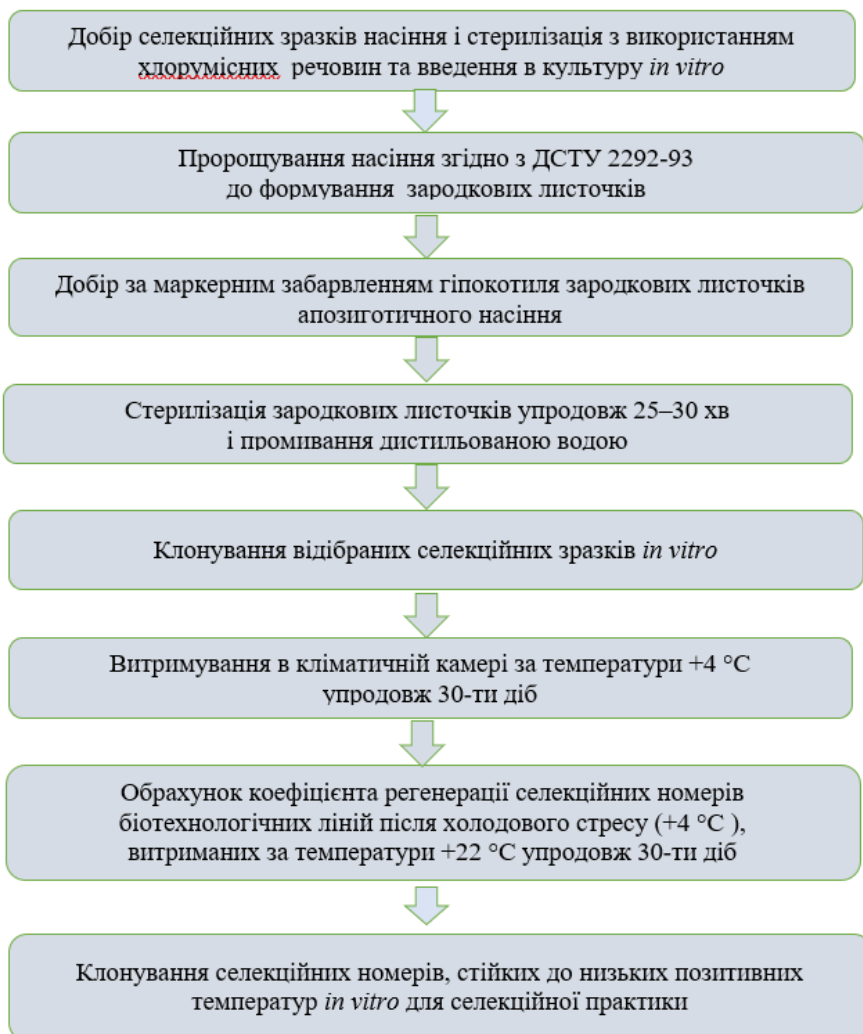 Добір селекційних зразків насіння і стерилізація з використанням
хлорумісних речовин та введення в культуру in vitro
Пророщування насіння згідно з ДСТУ 2292-93
до формування зародкових листочків
Добір за маркерним забарвленням гіпокотиля зародкових листочків
апозиготичного насіння
Стерилізація зародкових листочків упродовж 25–30 хв
і промивання дистильованою водою
Клонування відібраних селекційних зразків in vitro
Витримування в кліматичній камері за температури +4 °С
упродовж 30-ти діб
Обрахунок коефіцієнта регенерації селекційних номерів
біотехнологічних ліній після холодового стресу (+4 °С ),
витриманих за температури +22 °С упродовж 30-ти діб
Клонування селекційних номерів, стійких до низьких позитивних
температур in vitro для селекційної практики